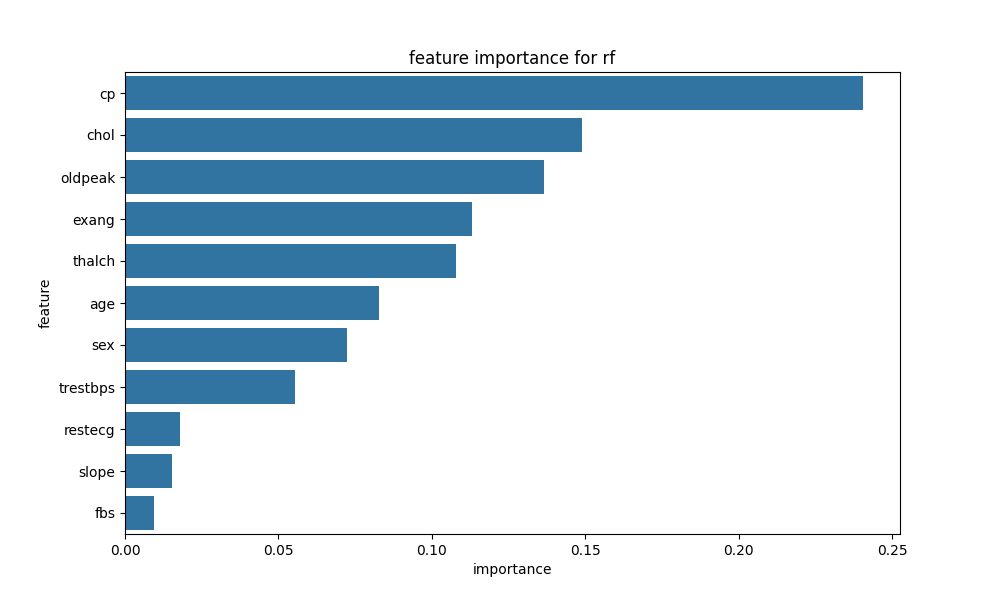 feature importance for rf
cp
chol
oldpeak
exang
thalch
age
sex
trestbps
restecg
slope
fbs
feature
0.00 0.05 0.10 0.15 0.20 0.25
importance